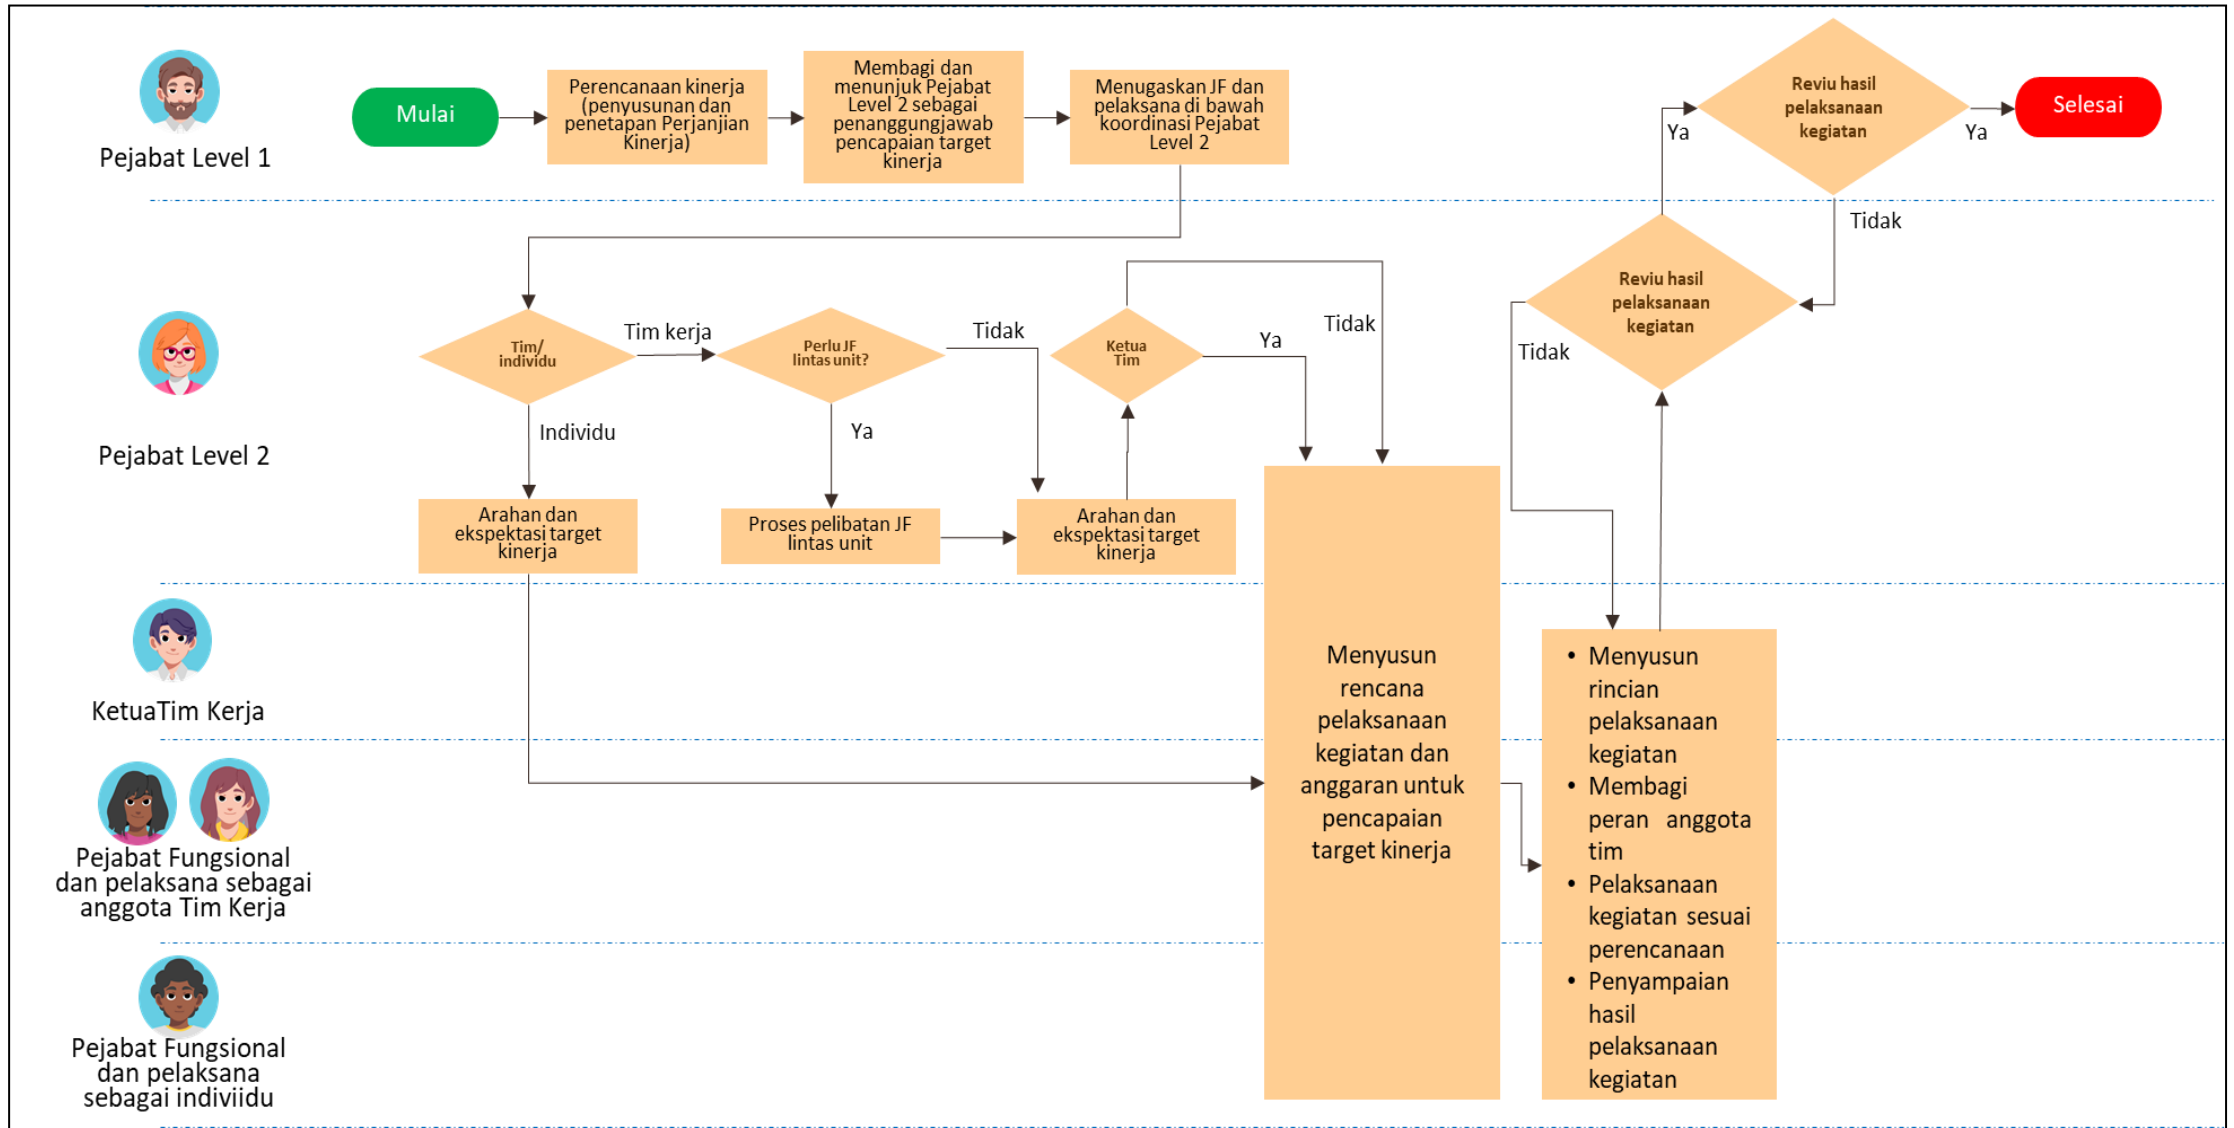 Pejabat Level 1
Mulai
Perencanaan kinerja
(penyusunan dan
penetapan Perjanjian
Kinerja)
Membagi dan
menunjuk Pejabat
Level 2 sebagai
penanggungjawab
pencapaian target
kinerja
Menugaskan JF dan
pelaksana di bawah
koordinasi Pejabat
Level 2
Reviu hasil
pelaksanaan
kegiatan
Ya
Ya
Selesai
Tidak
Pejabat Level 2
Tim/
individu
Tim kerja
Individu
Perlu JF
lintas unit?
Tidak
Ya
Ketua
Tim
Ya
Tidak
Reviu hasil
pelaksanaan
kegiatan
Tidak
Arahan dan
ekspektasi target
kinerja
Proses pelibatan JF
lintas unit
Arahan dan
ekspektasi target
kinerja
KetuaTim Kerja
Pejabat Fungsional
dan pelaksana sebagai
anggota Tim Kerja
Pejabat Fungsional
dan pelaksana
sebagai indiviidu
Menyusun
rencana
pelaksanaan
kegiatan dan
anggaran untuk
pencapaian
target kinerja
• Menyusun
rincian
pelaksanaan
kegiatan
• Membagi
peran anggota
tim
• Pelaksanaan
kegiatan sesuai
perencanaan
• Penyampaian
hasil
pelaksanaan
kegiatan